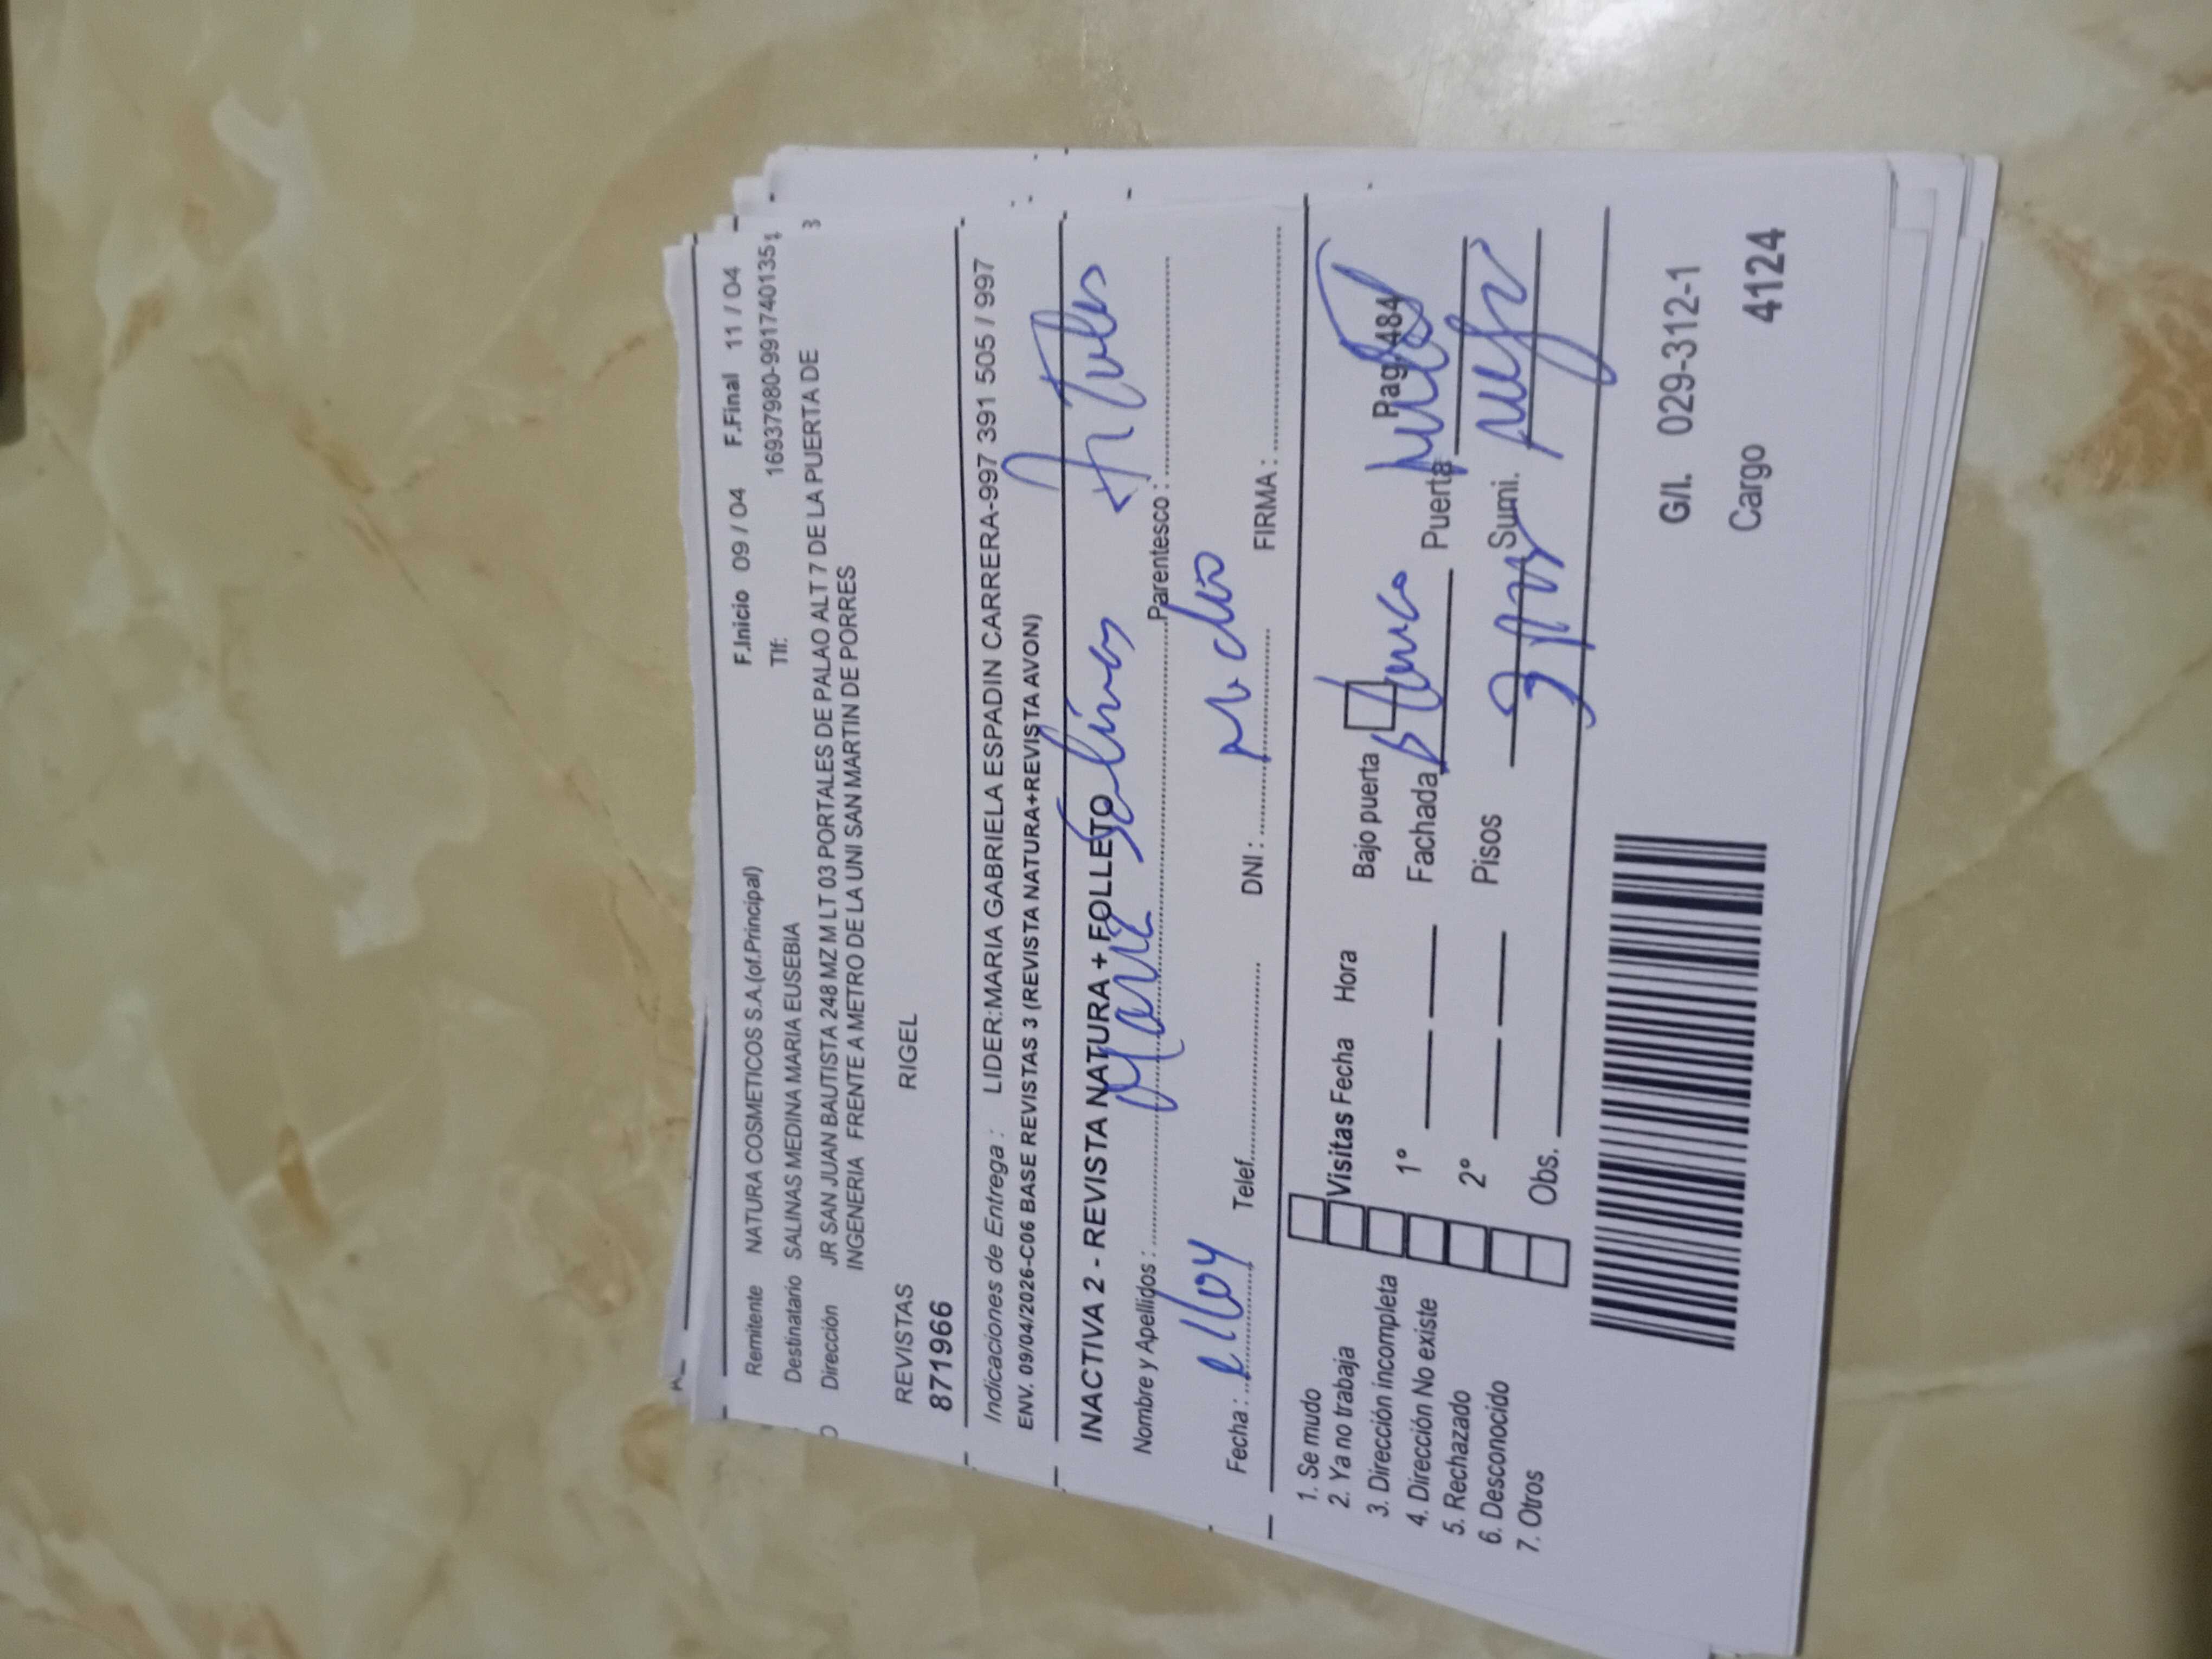 Remitente NATURA COSMETICOS S.A.(of.Principal) F.Inicio 09 / 04 F.Final 11 / 04
Destinatario SALINAS MEDINA MARIA EUSEBIA Tlf: 16937980-991740135
Dirección JR SAN JUAN BAUTISTA 248 MZ M LT 03 PORTALES DE PALAO ALT 7 DE LA PUERTA DE
INGENERIA FRENTE A METRO DE LA UNI SAN MARTIN DE PORRES
REVISTAS RIGEL
871966
Indicaciones de Entrega : LIDER:MARIA GABRIELA ESPADIN CARRERA-997 391 505 / 997
ENV. 09/04/2026-C06 BASE REVISTAS 3 (REVISTA NATURA+REVISTA AVON)
INACTIVA 2 - REVISTA NATURA + FOLLETO
Nombre y Apellidos : Salinas Parentesco :
Fecha : Telef. DNI : FIRMA :
1. Se mudo
2. Ya no trabaja
3. Dirección incompleta
4. Dirección No existe
5. Rechazado
6. Desconocido
7. Otros
Visitas Fecha Hora
1º
2º
Obs.
Bajo puerta Pag. 484
Fachada Puerta
Pisos Sumi.
G/I. 029-312-1
Cargo 4124